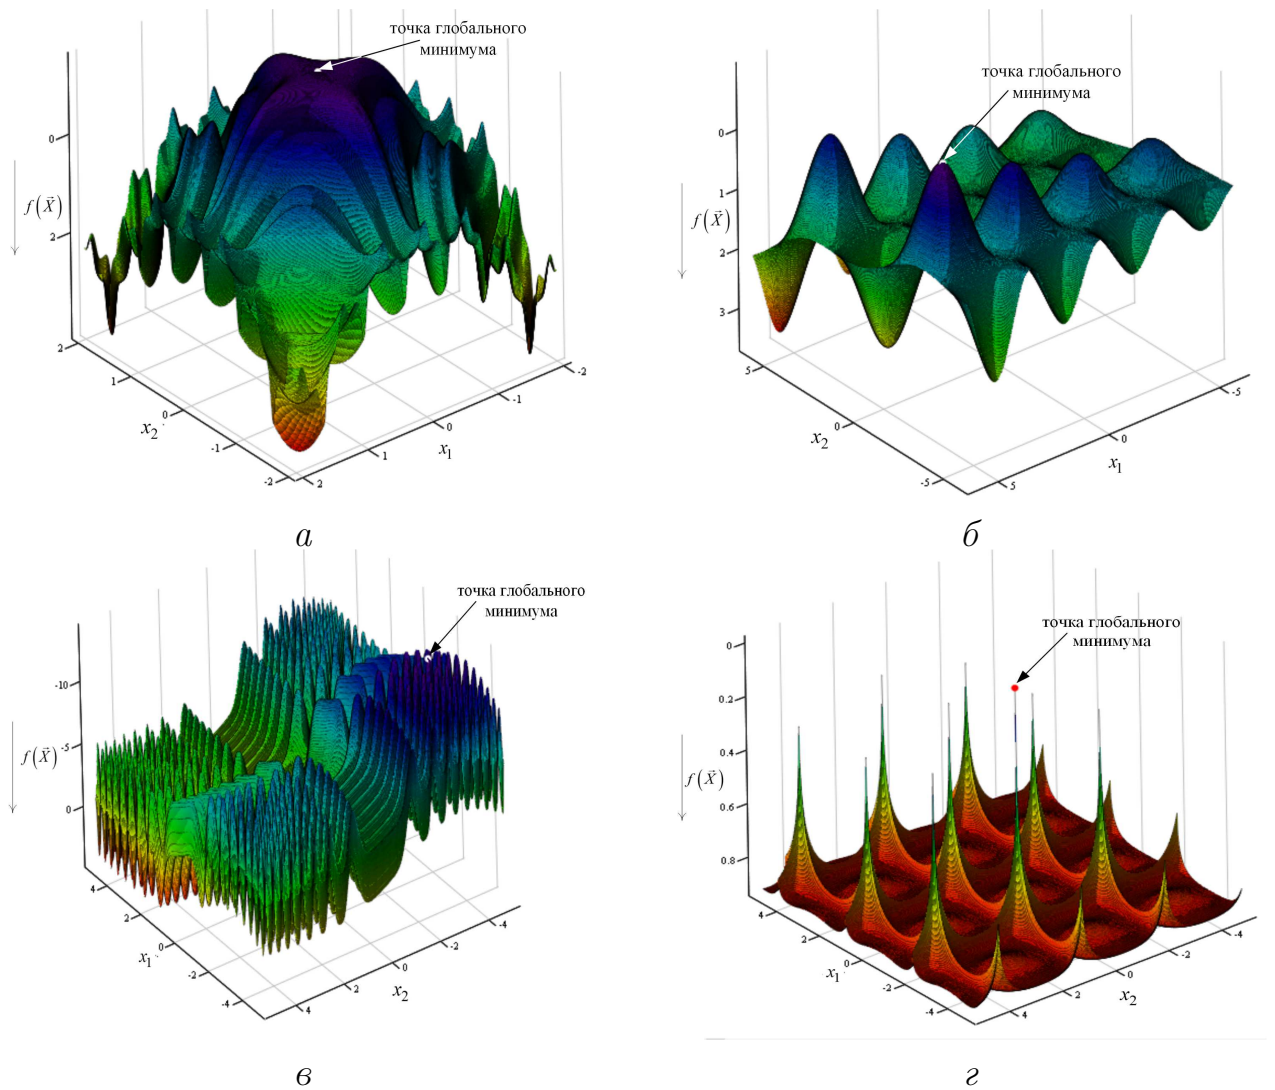 точка глобального
минимума
0
f(X⃗)
2
2
1
0
x₂
-1
-2
2
1
0
x₁
-1
-2
а
точка глобального
минимума
0
1
f(X⃗)
2
3
5
0
x₂
-5
5
0
x₁
-5
б
точка глобального
минимума
-10
-5
f(X⃗)
0
4
2
0
x₁
-2
-4
4
2
0
x₂
-2
-4
в
точка глобального
минимума
0
0.2
0.4
f(X⃗)
0.6
0.8
4
2
0
x₁
-2
-4
4
2
0
x₂
-2
-4
г